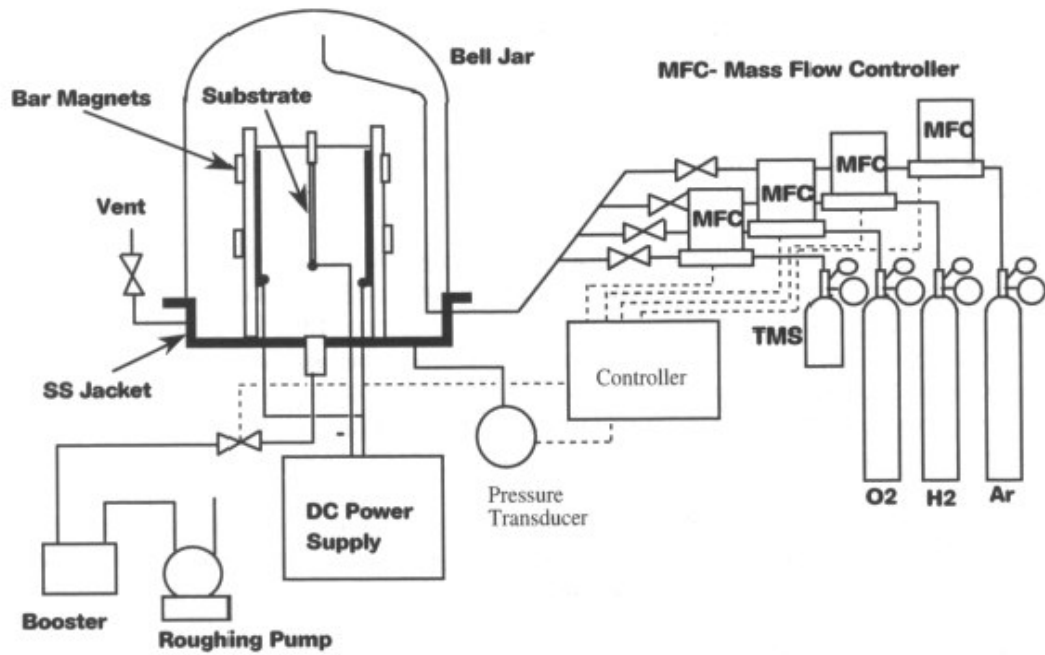 Bell Jar
MFC- Mass Flow Controller
Bar Magnets
Substrate
MFC
MFC
MFC
MFC
Vent
TMS
SS Jacket
Controller
-
O2
H2
Ar
Pressure
Transducer
DC Power
Supply
Booster
Roughing Pump